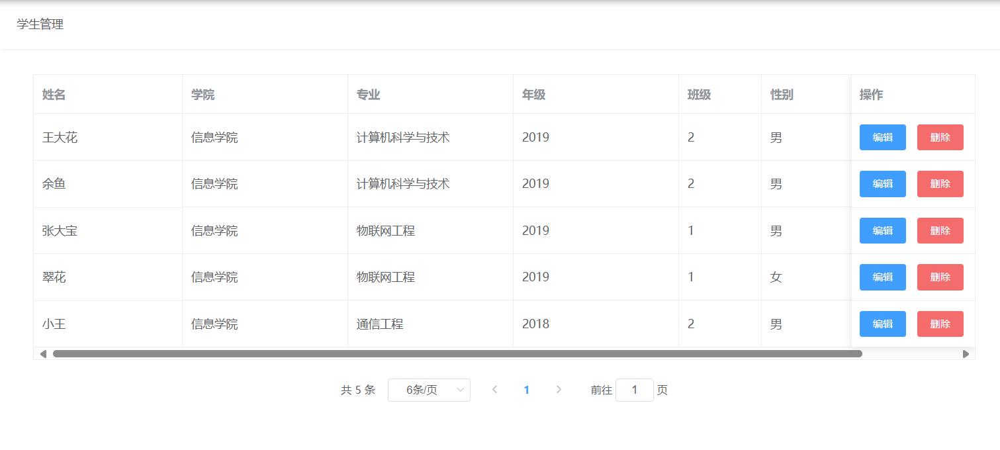 学生管理
姓名 学院 专业 年级 班级 性别 操作
王大花 信息学院 计算机科学与技术 2019 2 男 编辑 删除
余鱼 信息学院 计算机科学与技术 2019 2 男 编辑 删除
张大宝 信息学院 物联网工程 2019 1 男 编辑 删除
翠花 信息学院 物联网工程 2019 1 女 编辑 删除
小王 信息学院 通信工程 2018 2 男 编辑 删除
共 5 条 6条/页 1 前往 1 页